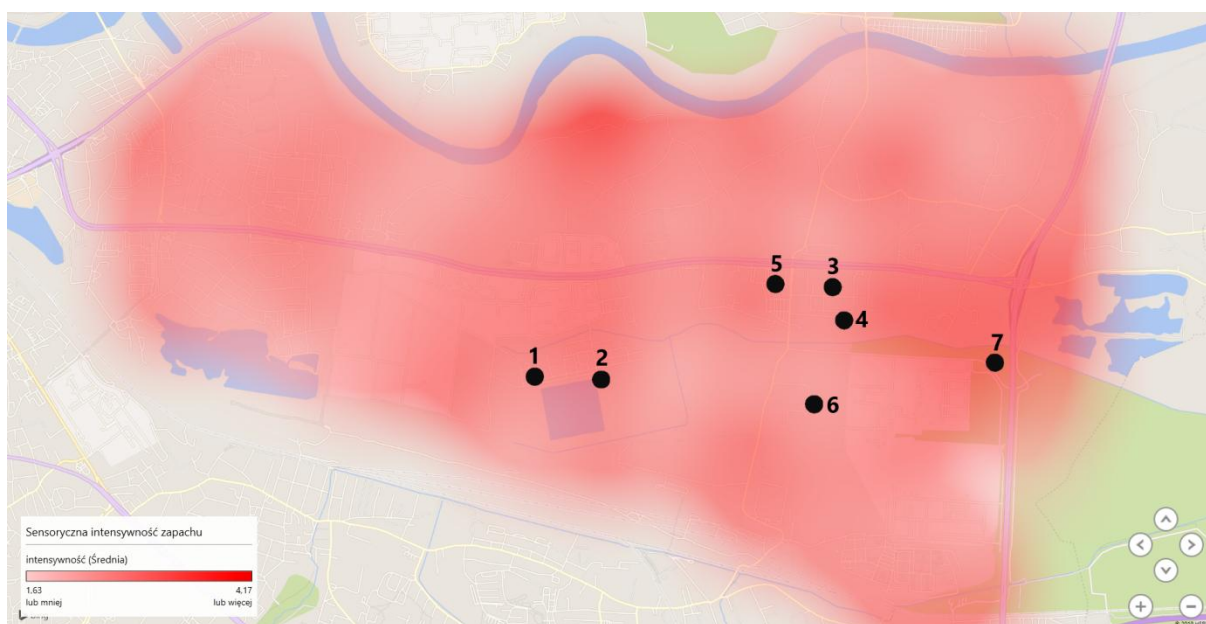 5
3
4
1
2
7
6
Sensoryczna intensywność zapachu
intensywność (Średnia)
1,63
4,17
lub mniej
lub więcej